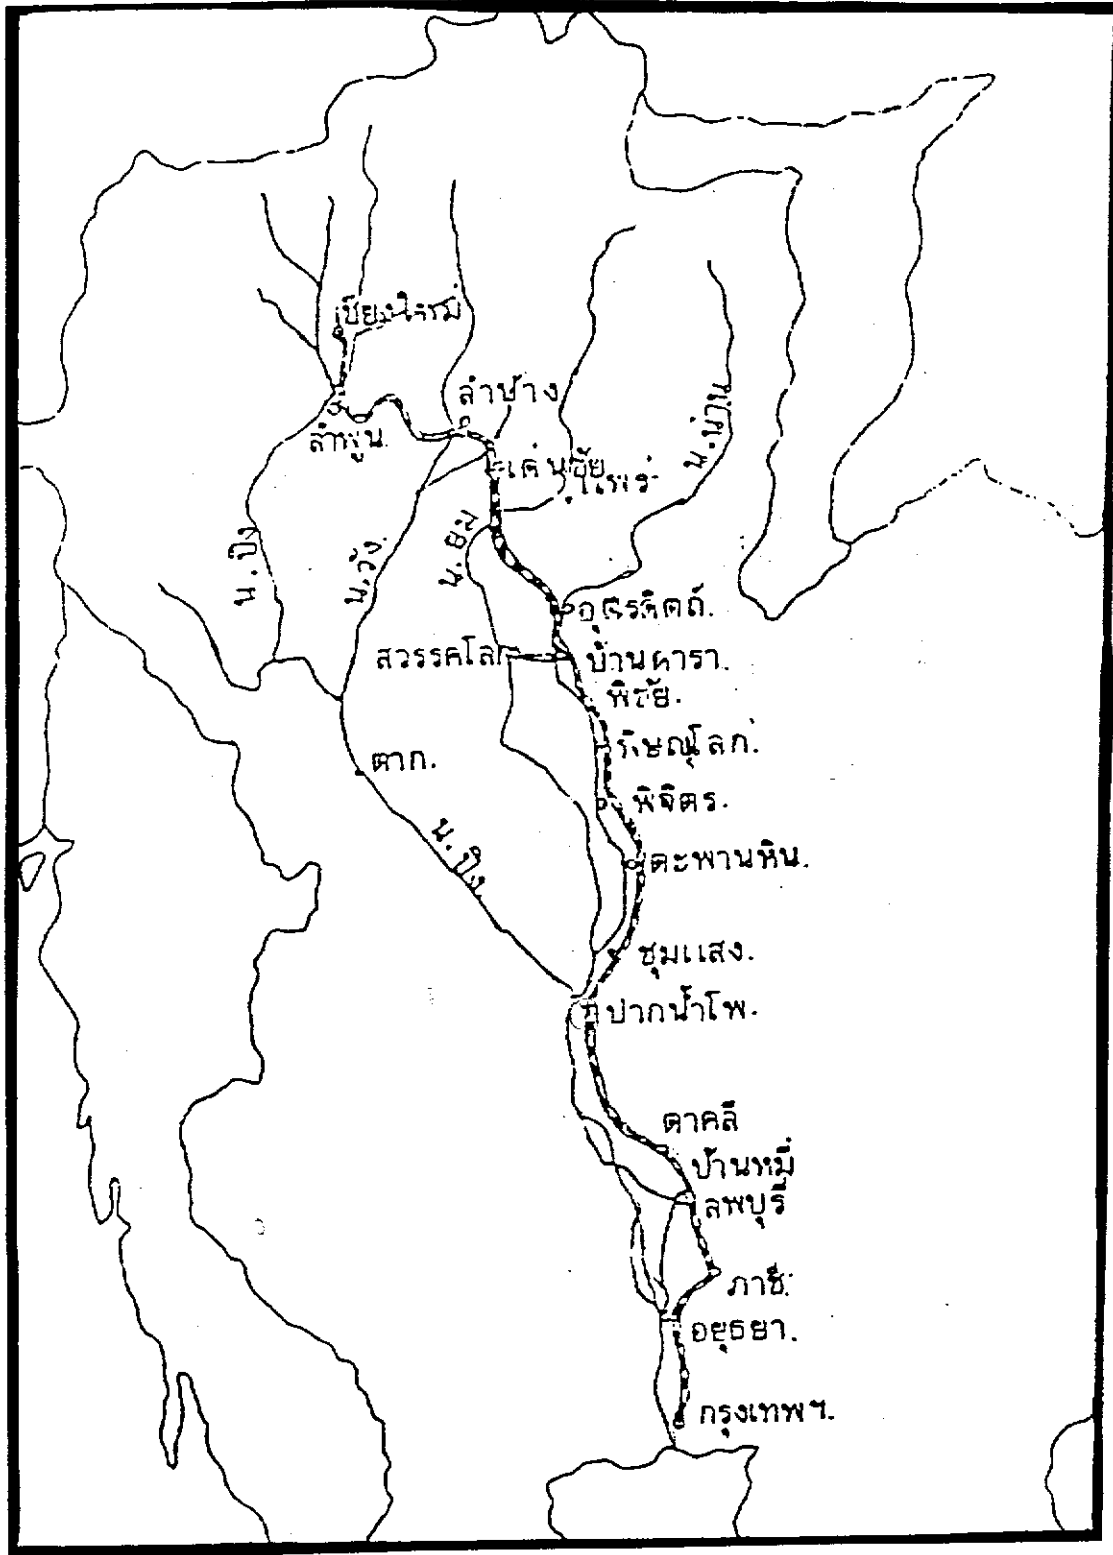 เชียงใหม่
ลำปาง
ลำพูน.
เด่นชัย
แพร่
น.น่าน
น.ปิง
น.วัง.
น.ยม
อุตรดิตถ์.
สวรรคโลก
บ้านดารา.
พิชัย.
พิษณุโลก.
ตาก.
พิจิตร.
น.ปิง.
ตะพานหิน.
ชุมแสง.
ปากน้ำโพ.
ตาคลี
บ้านหมี่
ลพบุรี
ภาชี.
อยุธยา.
กรุงเทพฯ.